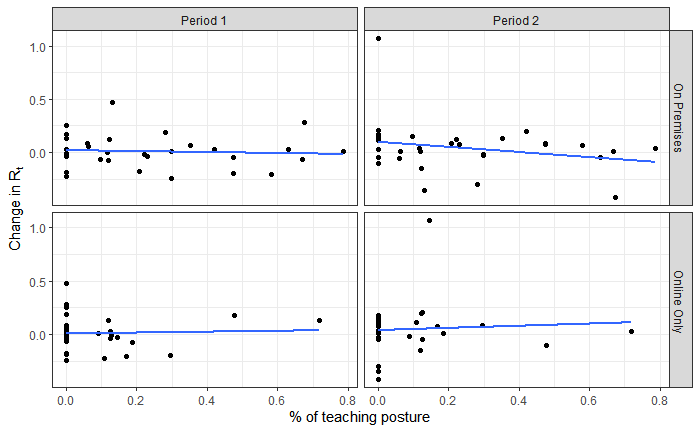 Period 1 Period 2
1.0
0.5
0.0
On Premises
1.0
0.5
0.0
Online Only
Change in Rt
0.0 0.2 0.4 0.6 0.8 0.0 0.2 0.4 0.6 0.8
% of teaching posture